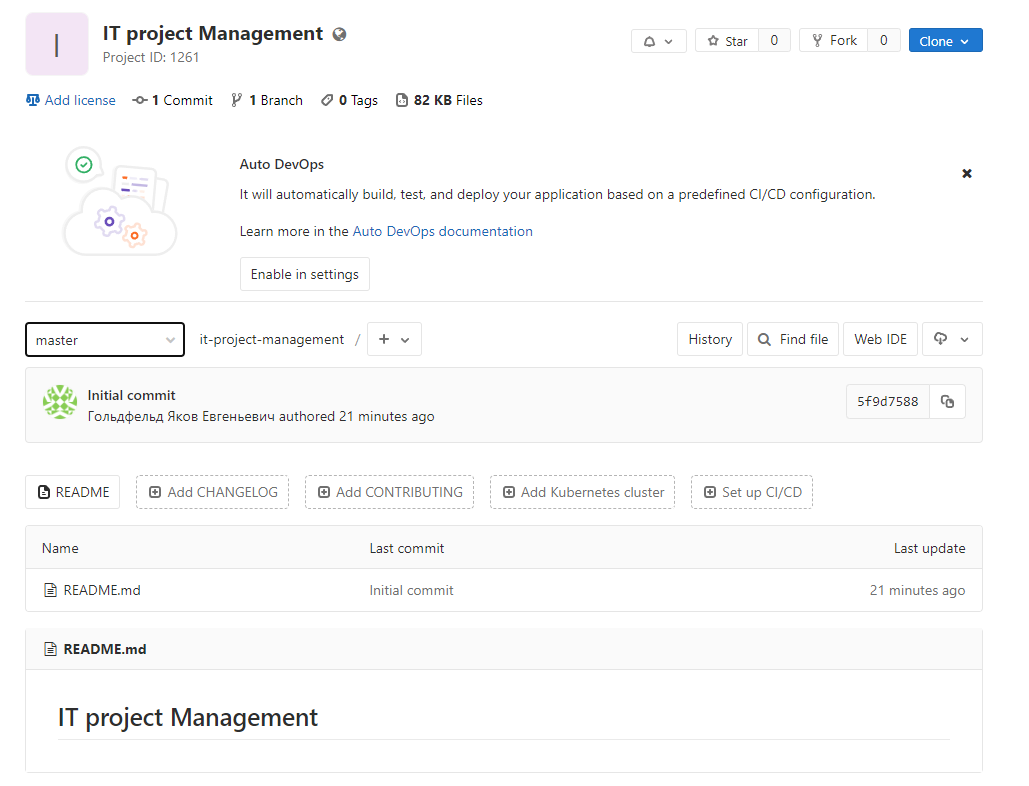 I
IT project Management
Project ID: 1261
Star 0
Fork 0
Clone
Add license
1 Commit
1 Branch
0 Tags
82 KB Files
Auto DevOps
It will automatically build, test, and deploy your application based on a predefined CI/CD configuration.
Learn more in the Auto DevOps documentation
Enable in settings
master
it-project-management /
+
History
Find file
Web IDE
Initial commit
Гольдфельд Яков Евгеньевич authored 21 minutes ago
5f9d7588
README
Add CHANGELOG
Add CONTRIBUTING
Add Kubernetes cluster
Set up CI/CD
Name Last commit Last update
README.md Initial commit 21 minutes ago
README.md
IT project Management